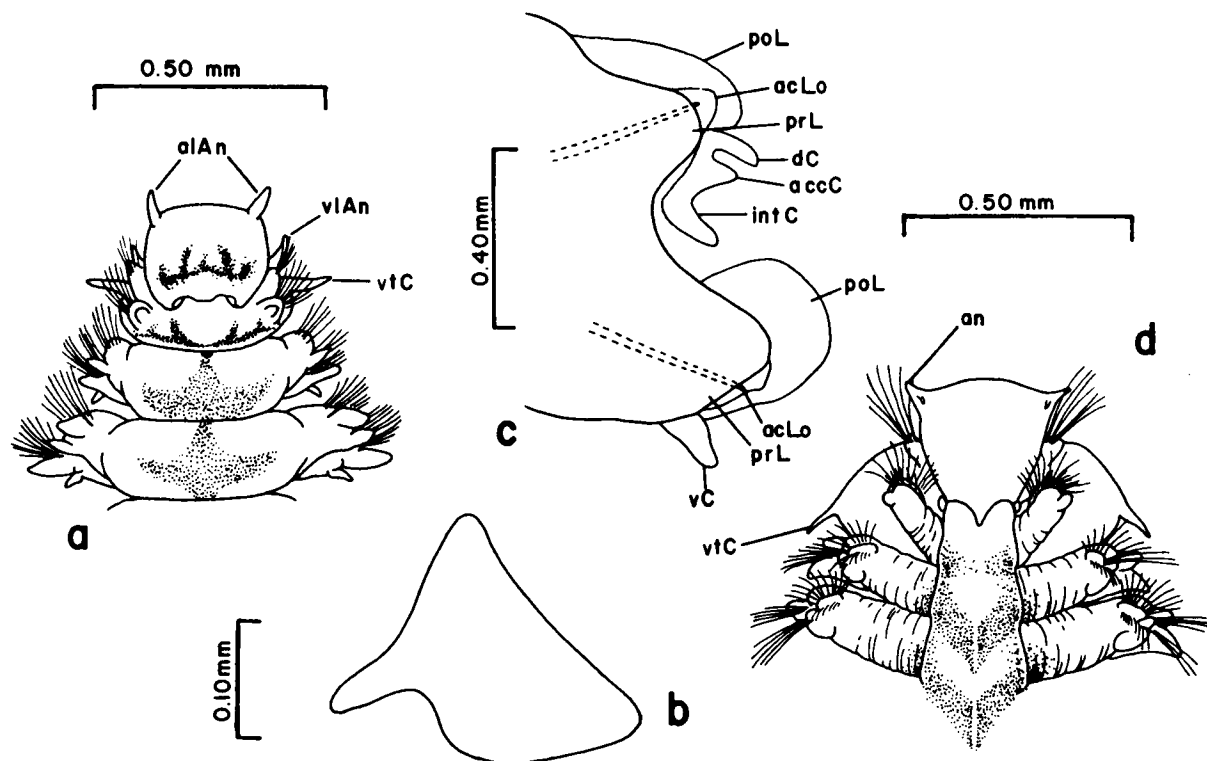 0.50 mm
alAn
vlAn
vtC
a
0.10mm
b
0.40mm
poL
acLo
prL
dC
accC
intC
poL
acLo
prL
vC
c
0.50 mm
d
an
vtC